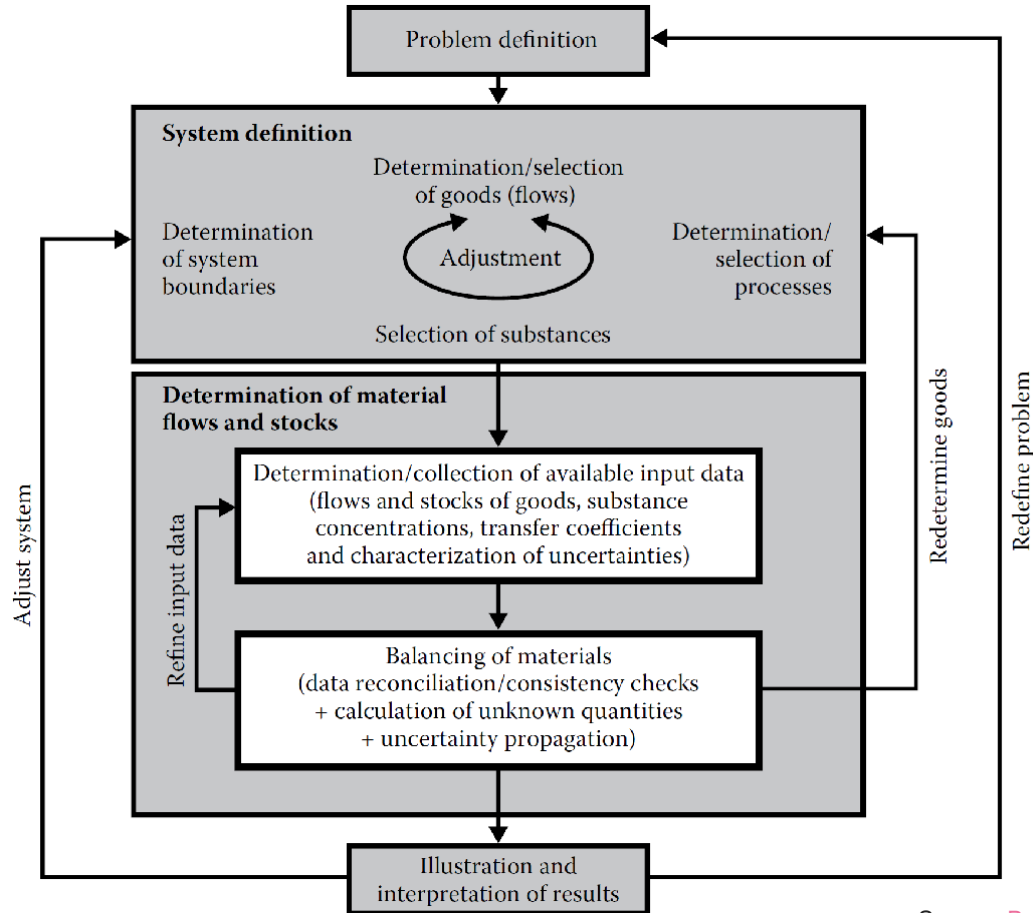 Problem definition
System definition
Determination/selection
of goods (flows)
Determination
of system
boundaries
Adjustment
Determination/
selection of
processes
Selection of substances
Determination of material
flows and stocks
Determination/collection of available input data
(flows and stocks of goods, substance
concentrations, transfer coefficients
and characterization of uncertainties)
Balancing of materials
(data reconciliation/consistency checks
+ calculation of unknown quantities
+ uncertainty propagation)
Illustration and
interpretation of results
Adjust system
Refine input data
Redetermine goods
Redefine problem